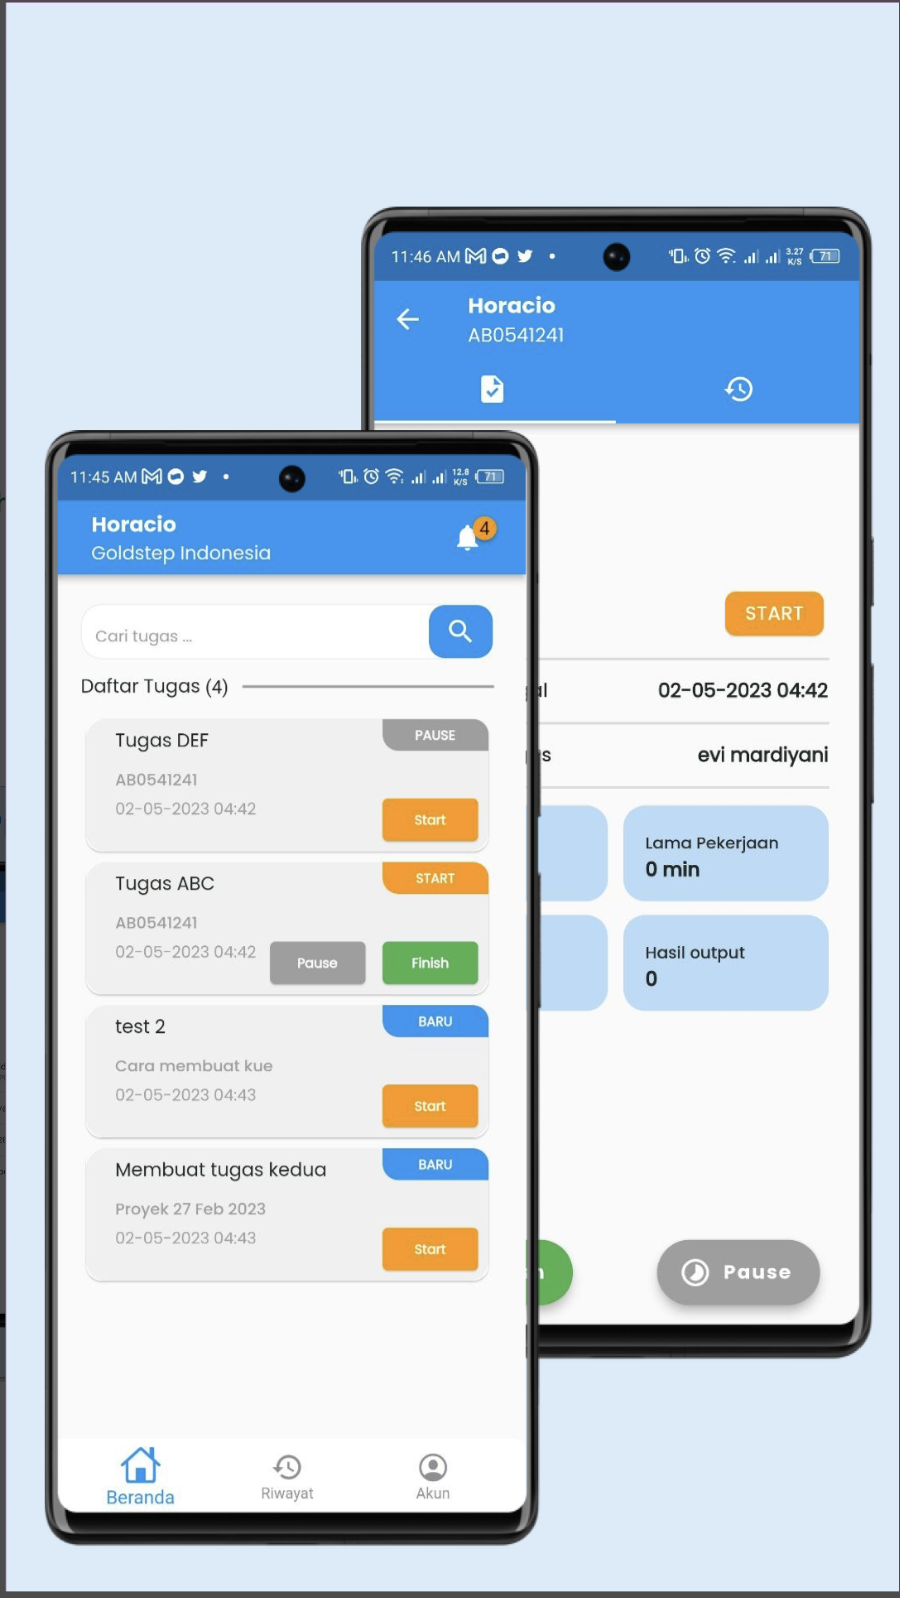 11:46 AM
3.27
K/S
71
Horacio
AB0541241
START
02-05-2023 04:42
evi mardiyani
Lama Pekerjaan
0 min
Hasil output
0
Pause
11:45 AM
12.8
K/S
71
Horacio
Goldstep Indonesia
4
Cari tugas ...
Daftar Tugas (4)
Tugas DEF
PAUSE
AB0541241
02-05-2023 04:42
Start
Tugas ABC
START
AB0541241
02-05-2023 04:42
Pause
Finish
test 2
BARU
Cara membuat kue
02-05-2023 04:43
Start
Membuat tugas kedua
BARU
Proyek 27 Feb 2023
02-05-2023 04:43
Start
Beranda
Riwayat
Akun